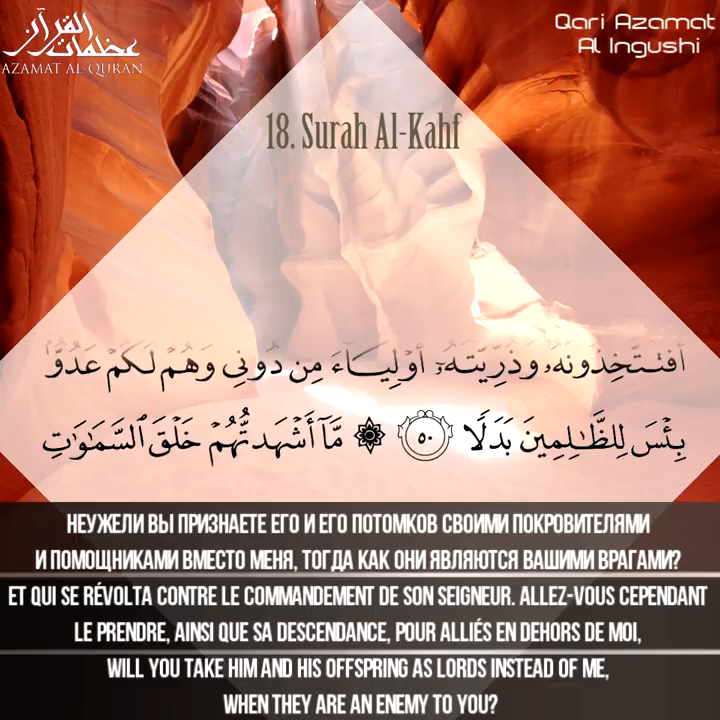 عظمات القرآن
AZAMAT AL-QURAN
Qari Azamat
Al Ingushi
18. Surah Al-Kahf
أَفَتَتَّخِذُونَهُۥ وَذُرِّيَّتَهُۥٓ أَوْلِيَآءَ مِن دُونِى وَهُمْ لَكُمْ عَدُوٌّۢ
بِئْسَ لِلظَّٰلِمِينَ بَدَلًا ٥٠ ۞ مَّآ أَشْهَدتُّهُمْ خَلْقَ ٱلسَّمَٰوَٰتِ
НЕУЖЕЛИ ВЫ ПРИЗНАЕТЕ ЕГО И ЕГО ПОТОМКОВ СВОИМИ ПОКРОВИТЕЛЯМИ
И ПОМОЩНИКАМИ ВМЕСТО МЕНЯ, ТОГДА КАК ОНИ ЯВЛЯЮТСЯ ВАШИМИ ВРАГАМИ?
ET QUI SE RÉVOLTA CONTRE LE COMMANDEMENT DE SON SEIGNEUR. ALLEZ-VOUS CEPENDANT
LE PRENDRE, AINSI QUE SA DESCENDANCE, POUR ALLIÉS EN DEHORS DE MOI,
WILL YOU TAKE HIM AND HIS OFFSPRING AS LORDS INSTEAD OF ME,
WHEN THEY ARE AN ENEMY TO YOU?